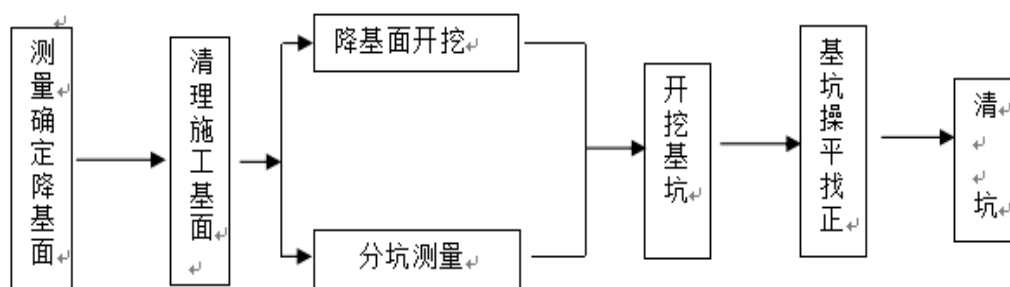 测量确定降基面
清理施工基面
降基面开挖
分坑测量
开挖基坑
基坑操平找正
清坑